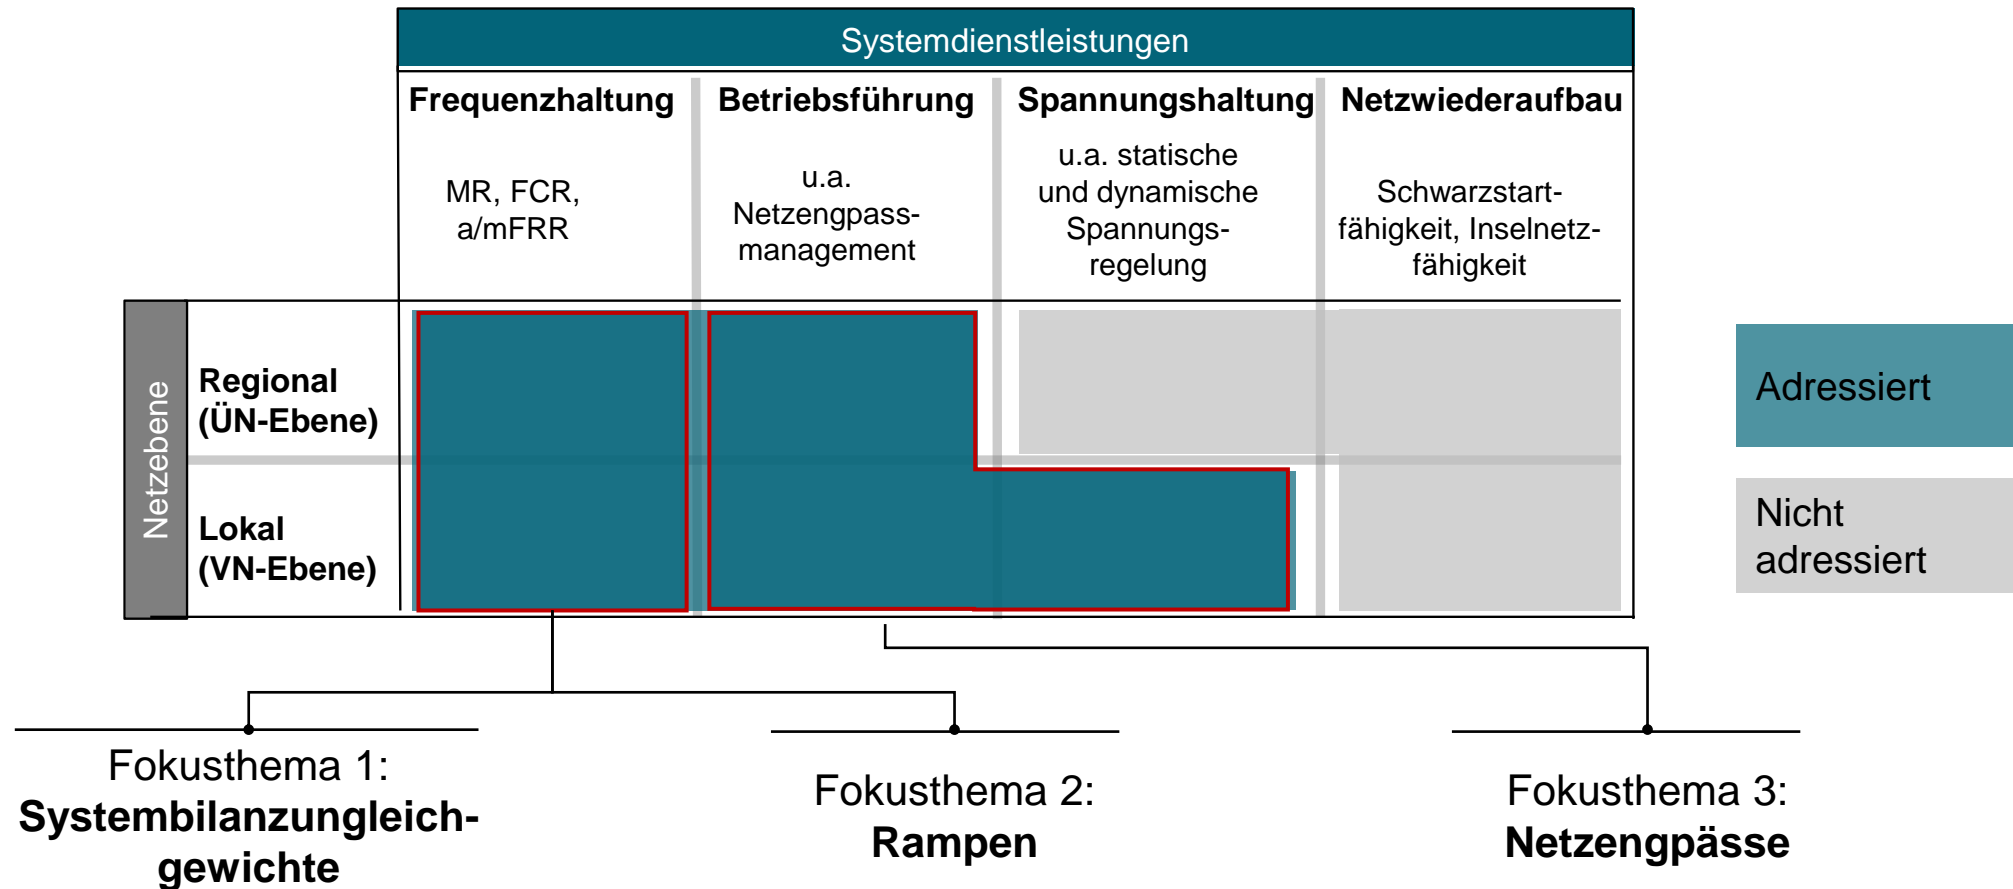 Systemdienstleistungen
Frequenzhaltung
Betriebsführung
Spannungshaltung
Netzwiederaufbau
MR, FCR,
a/mFRR
u.a.
Netzengpass-
management
u.a. statische
und dynamische
Spannungs-
regelung
Schwarzstart-
fähigkeit, Inselnetz-
fähigkeit
Netzebene
Regional
(ÜN-Ebene)
Lokal
(VN-Ebene)
Adressiert
Nicht
adressiert
Fokusthema 1:
Systembilanzungleich-
gewichte
Fokusthema 2:
Rampen
Fokusthema 3:
Netzengpässe